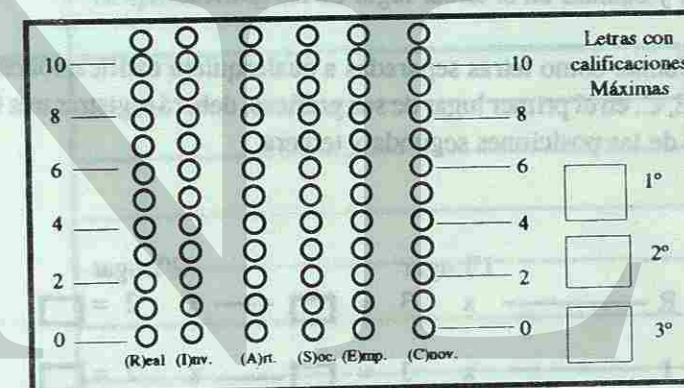 Letras con
10 10 calificaciones
Máximas
8 8
6 6
1°
4 4
2°
2 2
0 0 3°
(R)eal (I)nv. (A)rt. (S)oc. (E)mp. (C)nov.